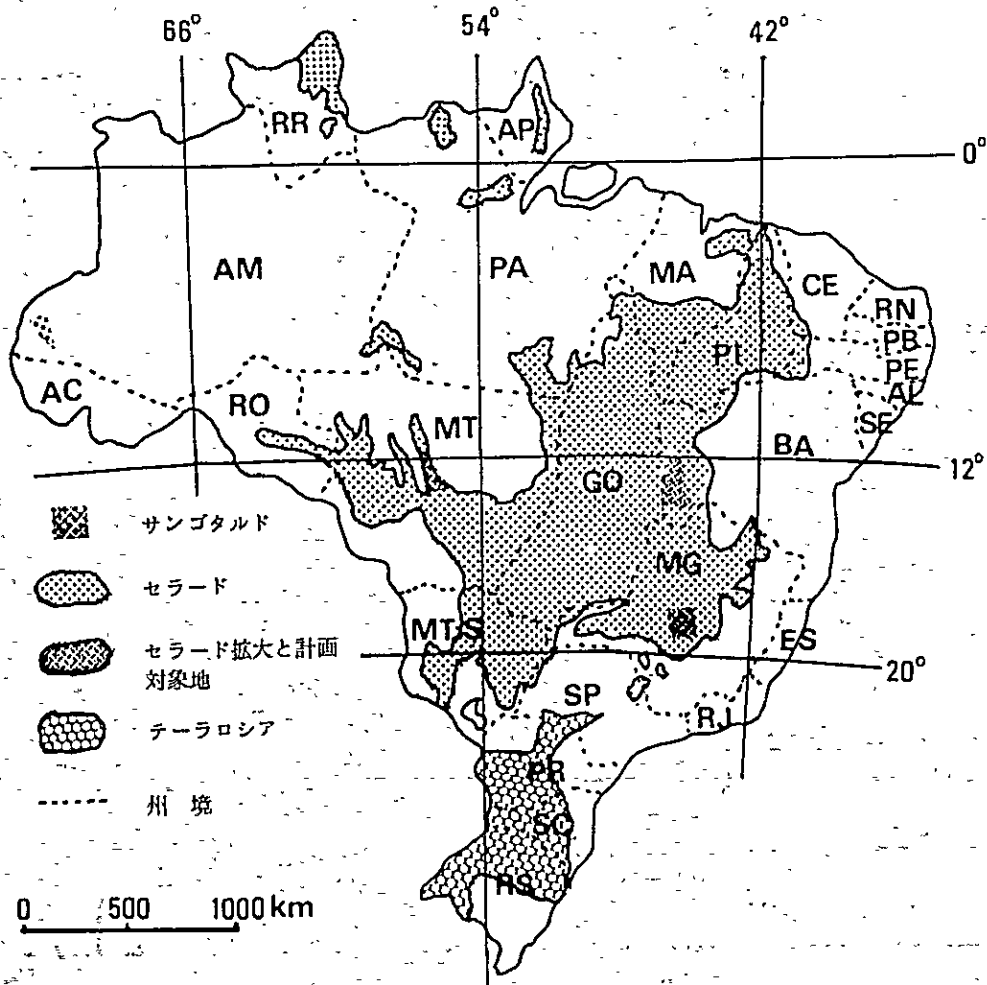 66° 54° 42°
RR AP
0°
AM PA MA CE
RN
PI PB
PE
AC AL
RO MT SE
BA
12°
GO
サンゴタルド
MG
セラード
MT/S ES
セラード拡大と計画
対象地
20°
SP
RJ
テーラロシア
PR
州 境
SC
RS
0 500 1000 km